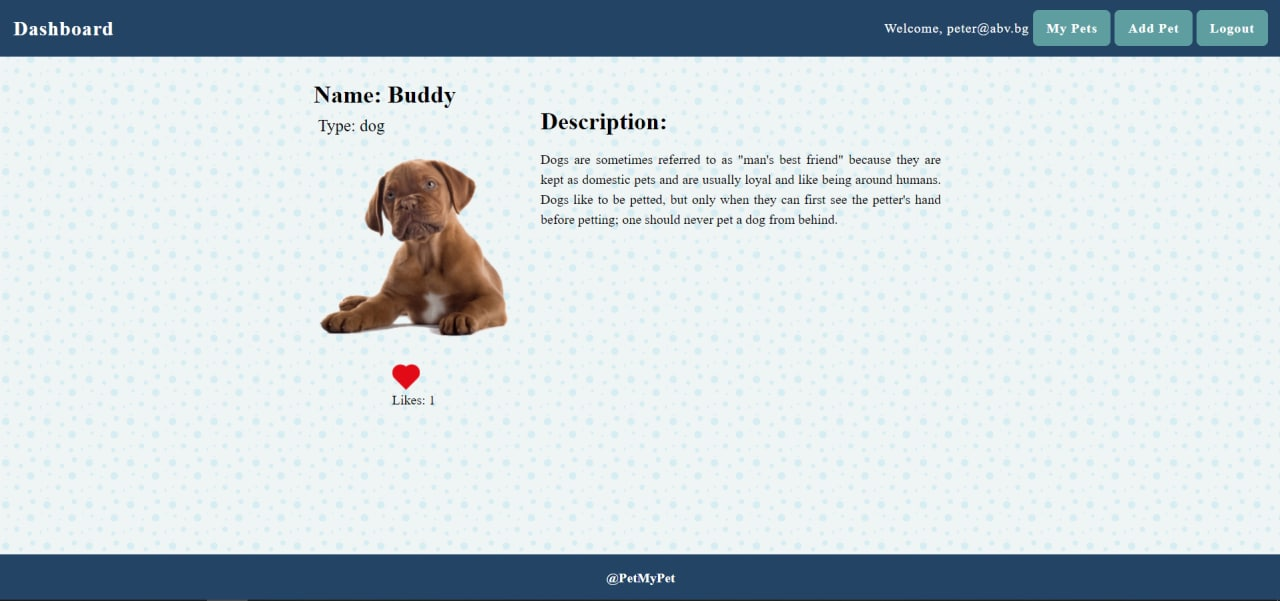 Dashboard
Welcome, peter@abv.bg My Pets Add Pet Logout
Name: Buddy
Type: dog
Likes: 1
Description:
Dogs are sometimes referred to as "man's best friend" because they are
kept as domestic pets and are usually loyal and like being around humans.
Dogs like to be petted, but only when they can first see the petter's hand
before petting; one should never pet a dog from behind.
@PetMyPet